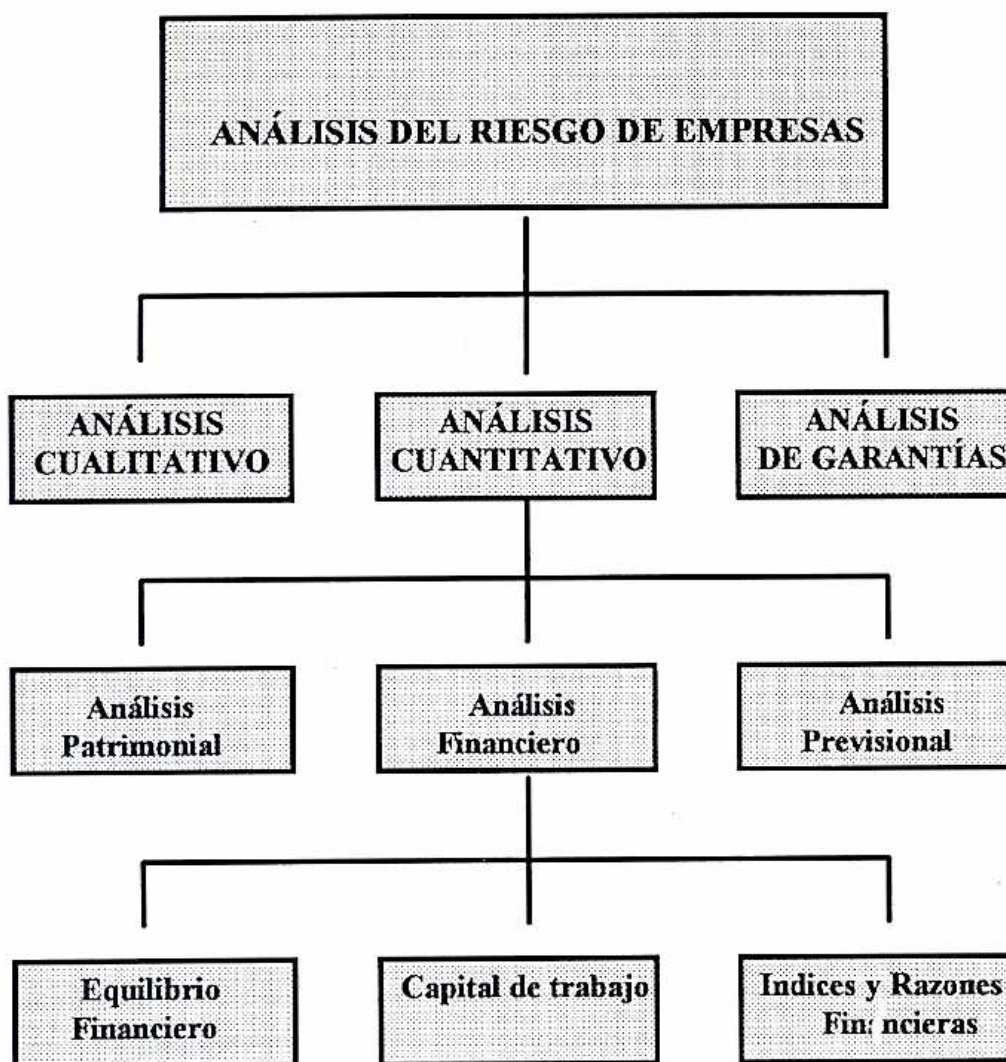 ANÁLISIS DEL RIESGO DE EMPRESAS
ANÁLISIS
CUALITATIVO
ANÁLISIS
CUANTITATIVO
ANÁLISIS
DE GARANTÍAS
Análisis
Patrimonial
Análisis
Financiero
Análisis
Previsional
Equilibrio
Financiero
Capital de trabajo
Indices y Razones
Financieras